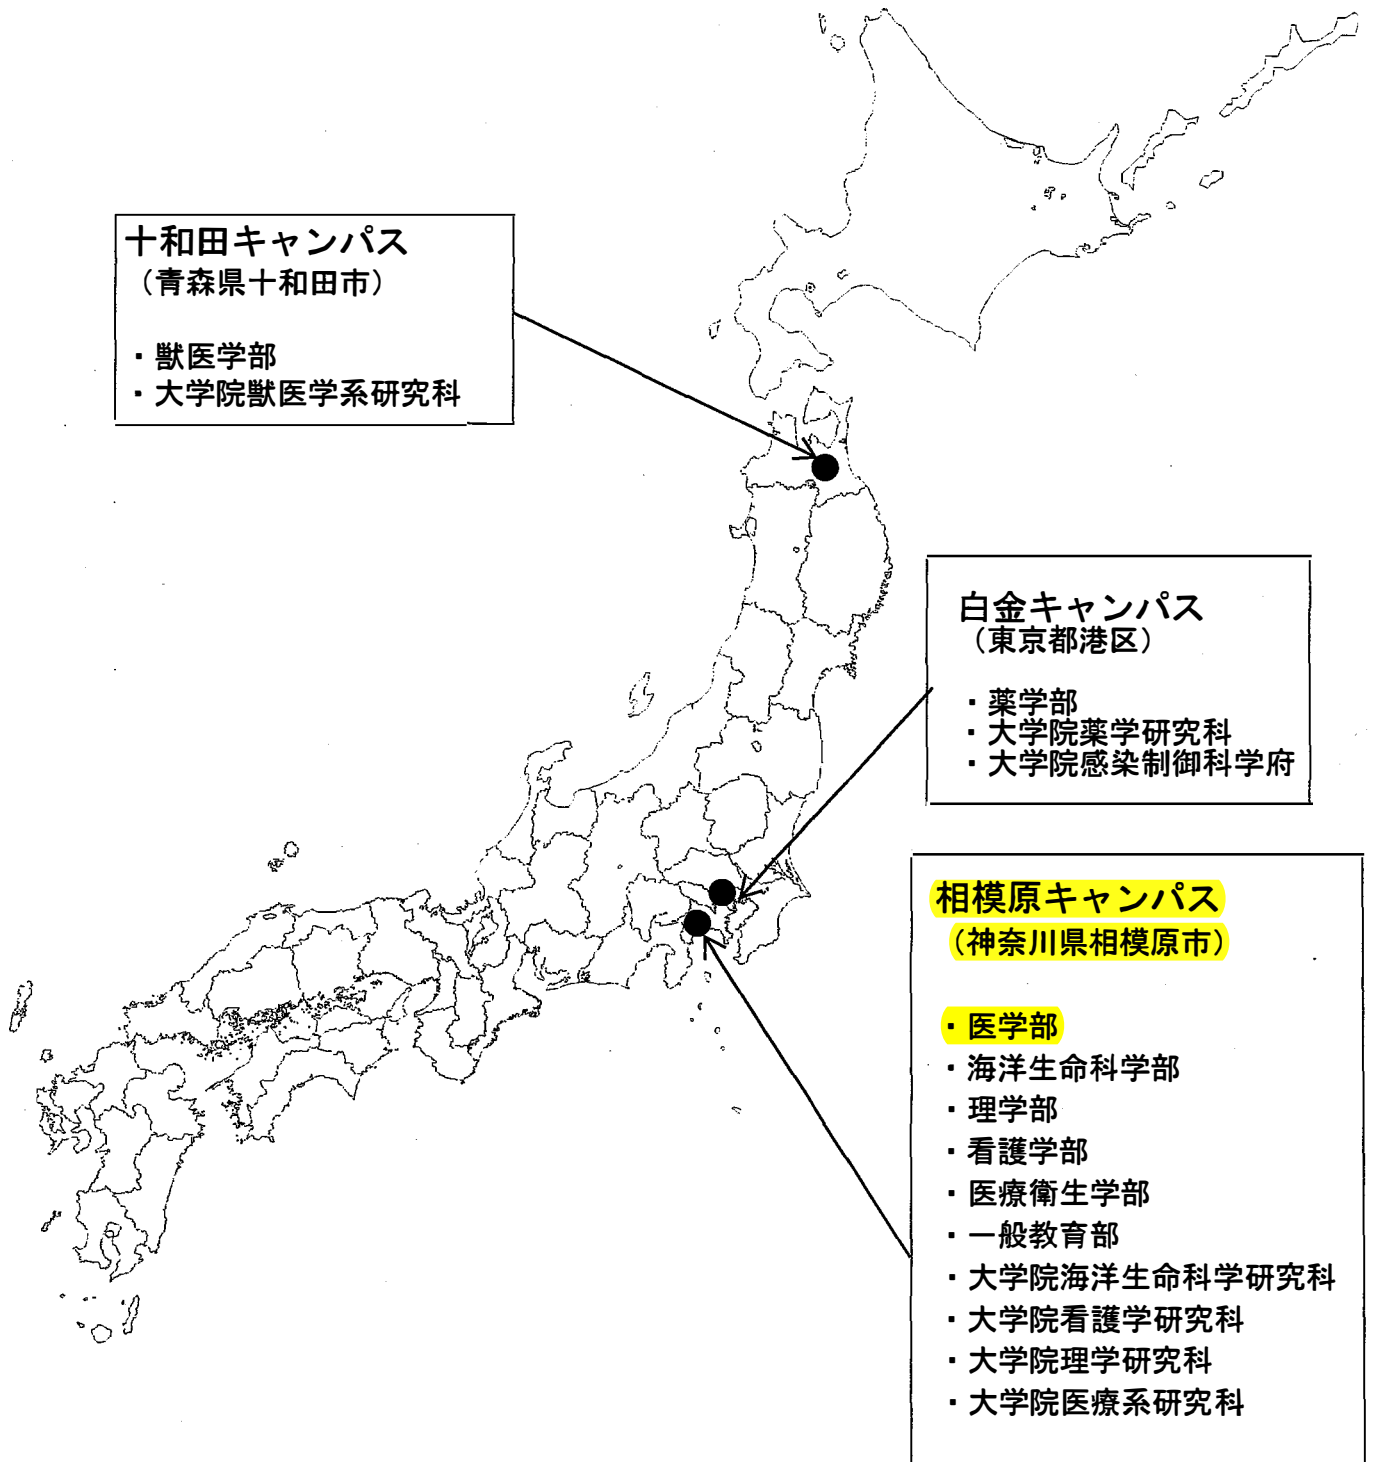 十和田キャンパス
（青森県十和田市）
・獣医学部
・大学院獣医学系研究科
白金キャンパス
（東京都港区）
・薬学部
・大学院薬学研究科
・大学院感染制御科学府
相模原キャンパス
（神奈川県相模原市）
・医学部
・海洋生命科学部
・理学部
・看護学部
・医療衛生学部
・一般教育部
・大学院海洋生命科学研究科
・大学院看護学研究科
・大学院理学研究科
・大学院医療系研究科